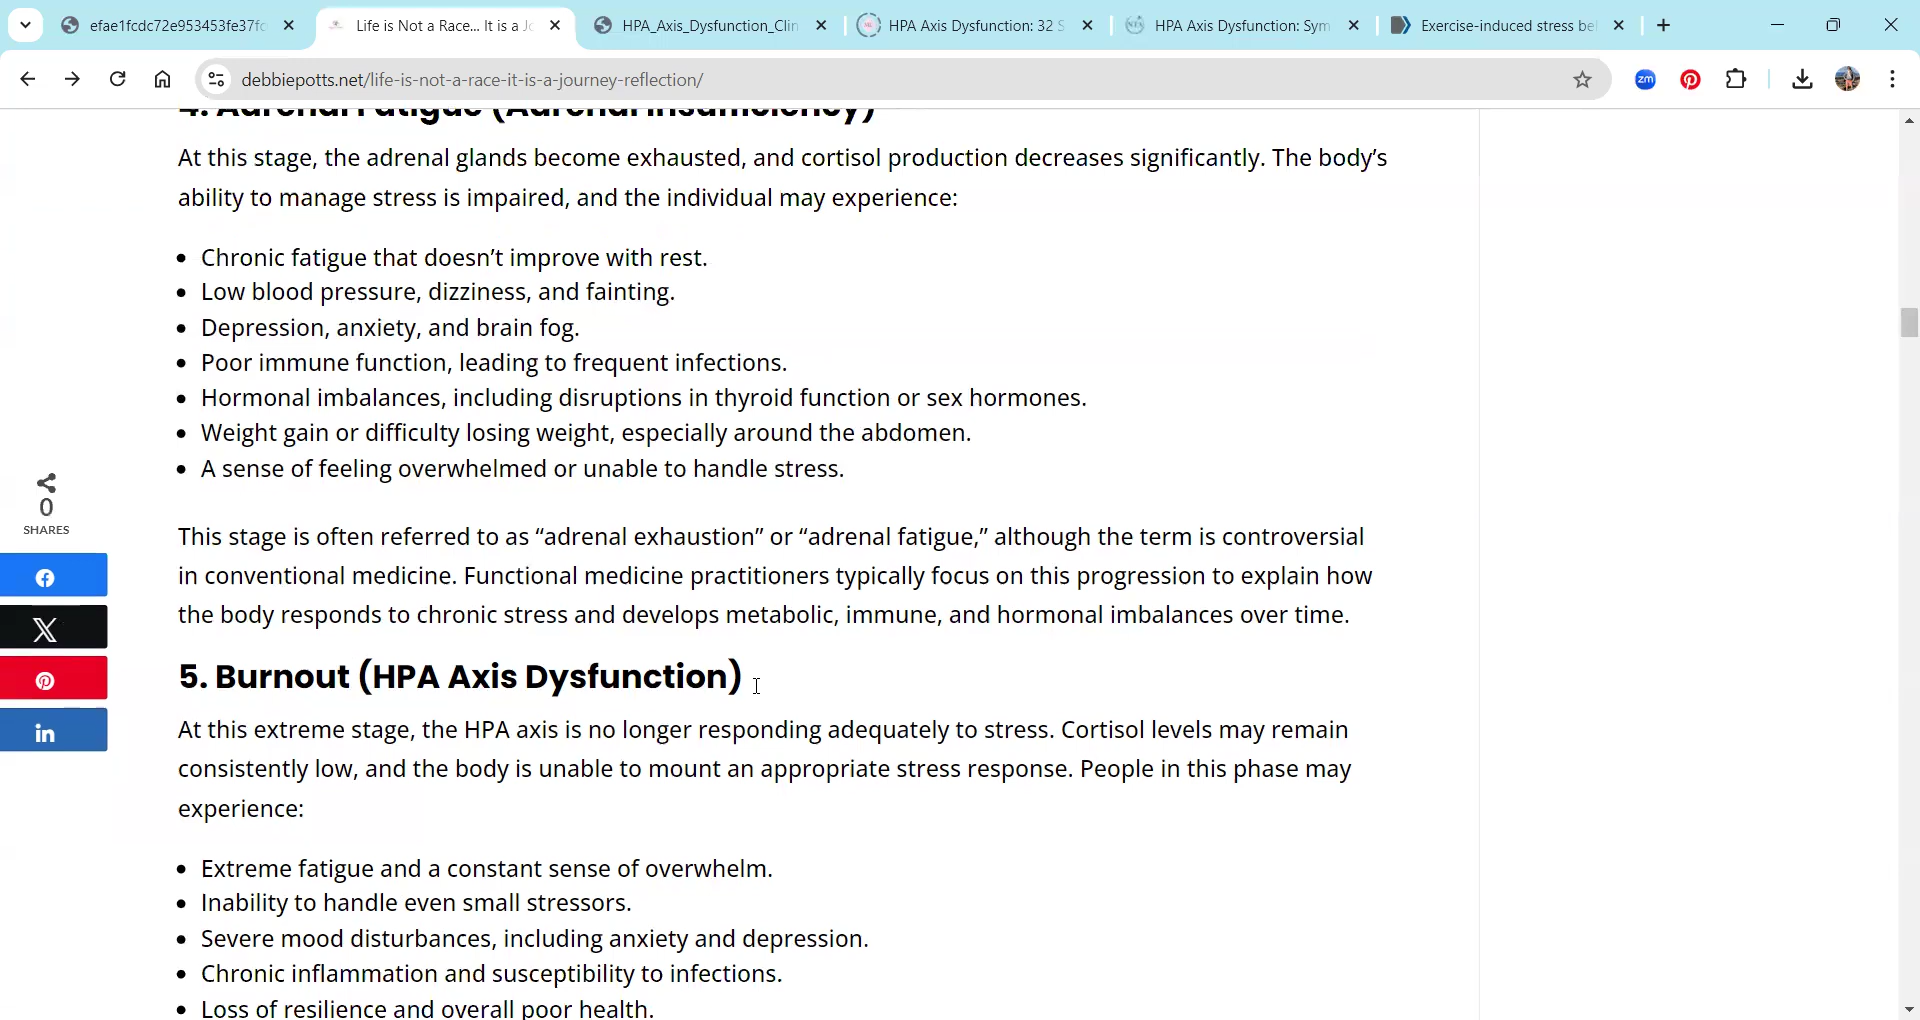 efae1fcdc72e953453fe37fc
Life is Not a Race... It is a Jo
HPA_Axis_Dysfunction_Clin
HPA Axis Dysfunction: 32 S
HPA Axis Dysfunction: Sym
Exercise-induced stress be
debbiepotts.net/life-is-not-a-race-it-is-a-journey-reflection/
zm
4. Adrenal Fatigue (Adrenal Insufficiency)
At this stage, the adrenal glands become exhausted, and cortisol production decreases significantly. The body’s
ability to manage stress is impaired, and the individual may experience:
• Chronic fatigue that doesn’t improve with rest.
• Low blood pressure, dizziness, and fainting.
• Depression, anxiety, and brain fog.
• Poor immune function, leading to frequent infections.
• Hormonal imbalances, including disruptions in thyroid function or sex hormones.
• Weight gain or difficulty losing weight, especially around the abdomen.
• A sense of feeling overwhelmed or unable to handle stress.
0
SHARES
This stage is often referred to as “adrenal exhaustion” or “adrenal fatigue,” although the term is controversial
in conventional medicine. Functional medicine practitioners typically focus on this progression to explain how
the body responds to chronic stress and develops metabolic, immune, and hormonal imbalances over time.
5. Burnout (HPA Axis Dysfunction)
At this extreme stage, the HPA axis is no longer responding adequately to stress. Cortisol levels may remain
consistently low, and the body is unable to mount an appropriate stress response. People in this phase may
experience:
• Extreme fatigue and a constant sense of overwhelm.
• Inability to handle even small stressors.
• Severe mood disturbances, including anxiety and depression.
• Chronic inflammation and susceptibility to infections.
• Loss of resilience and overall poor health.